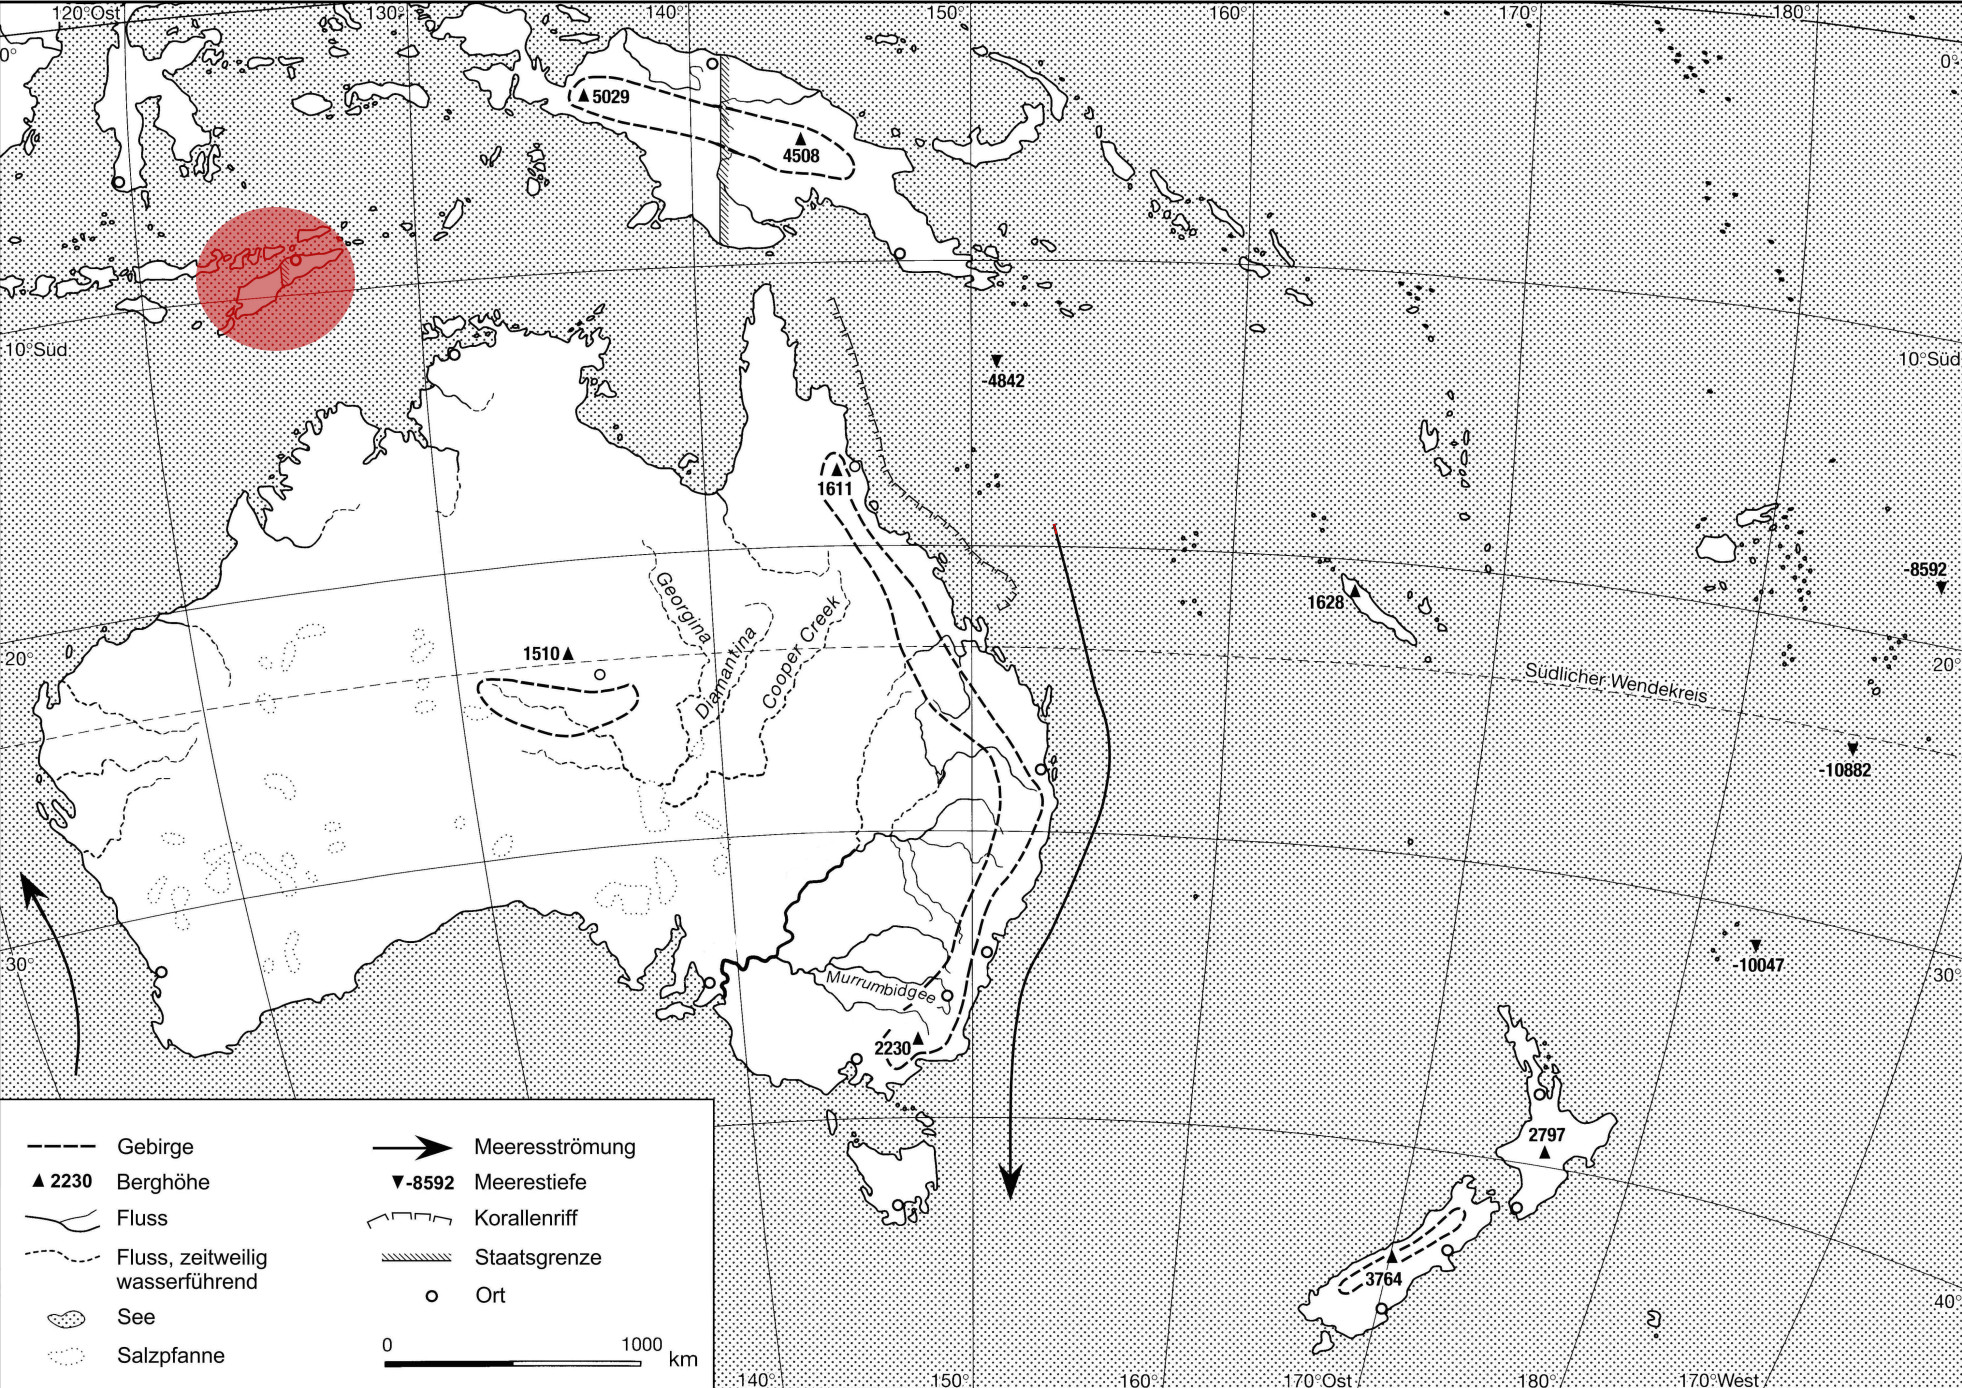 120°Ost
130°
140°
150°
160°
170°
180°
0°
0°
5029
4508
10°Süd
10°Süd
-4842
1611
-8592
1628
Georgina
Diamantina
Cooper Creek
1510
20°
20°
Südlicher Wendekreis
-10882
30°
30°
-10047
Murrumbidgee
2230
2797
3764
40°
Gebirge
2230 Berghöhe
Fluss
Fluss, zeitweilig
wasserführend
See
Salzpfanne
Meeresströmung
-8592 Meerestiefe
Korallenriff
Staatsgrenze
Ort
0 1000 km
140°
150°
160°
170°Ost
180°
170°West